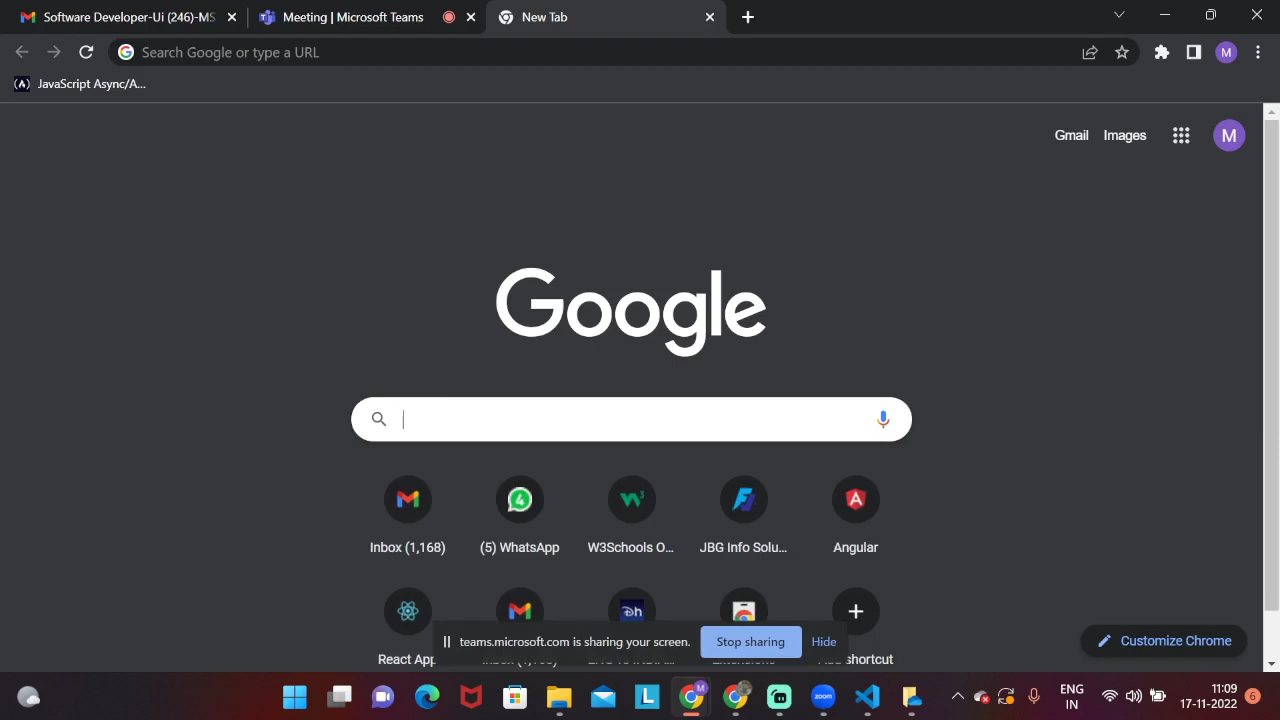 Software Developer-Ui (246)-MS
Meeting | Microsoft Teams
New Tab
Search Google or type a URL
M
JavaScript Async/A...
Gmail
Images
M
Google
Inbox (1,168)
(5) WhatsApp
W3Schools O...
JBG Info Solu...
Angular
teams.microsoft.com is sharing your screen.
Stop sharing
Hide
Customize Chrome
React App
shortcut
zoom
ENG
IN
11:09
17-11-2022
6